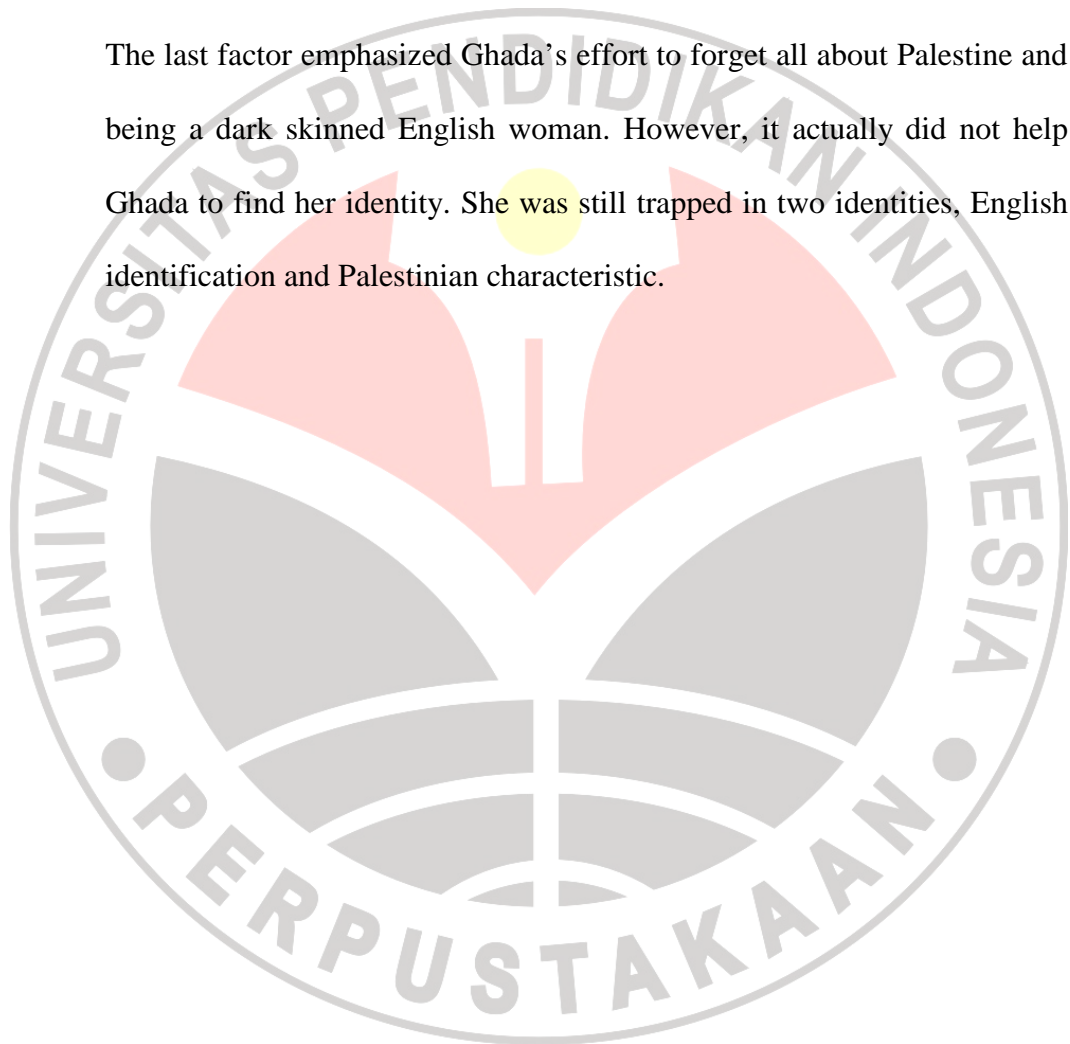 The last factor emphasized Ghada’s effort to forget all about Palestine and
being a dark skinned English woman. However, it actually did not help
Ghada to find her identity. She was still trapped in two identities, English
identification and Palestinian characteristic.
UNIVERSITAS PENDIDIKAN INDONESIA
PERPUSTAKAAN